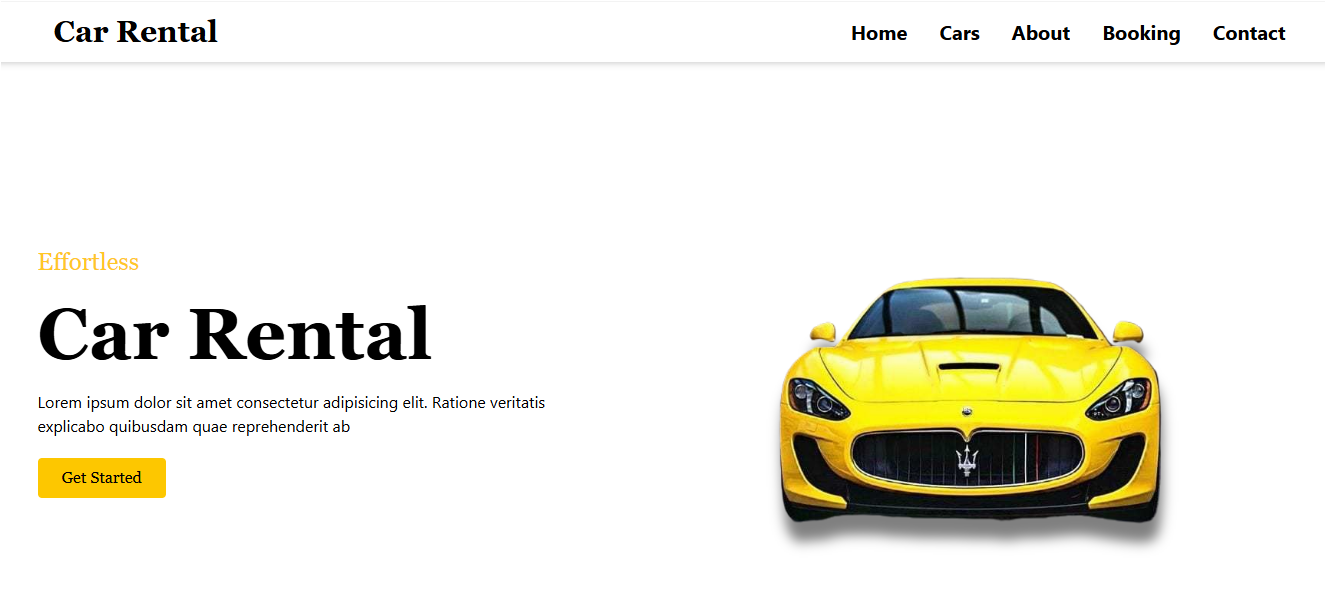 Car Rental
Home Cars About Booking Contact
Effortless
Car Rental
Lorem ipsum dolor sit amet consectetur adipisicing elit. Ratione veritatis
explicabo quibusdam quae reprehenderit ab
Get Started